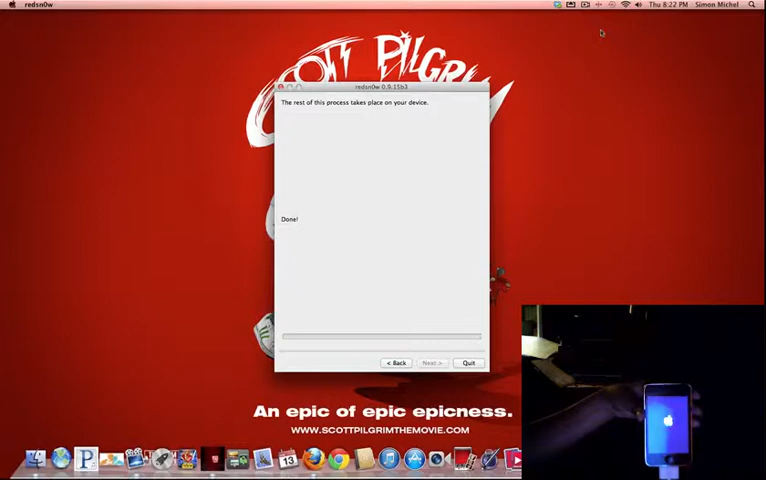 redsn0w
Thu 8:22 PM Simon Michel
SCOTT PILGRIM
redsn0w 0.9.15b3
The rest of this process takes place on your device.
Done!
< Back Next > Quit
An epic of epic epicness.
WWW.SCOTTPILGRIMTHEMOVIE.COM
13